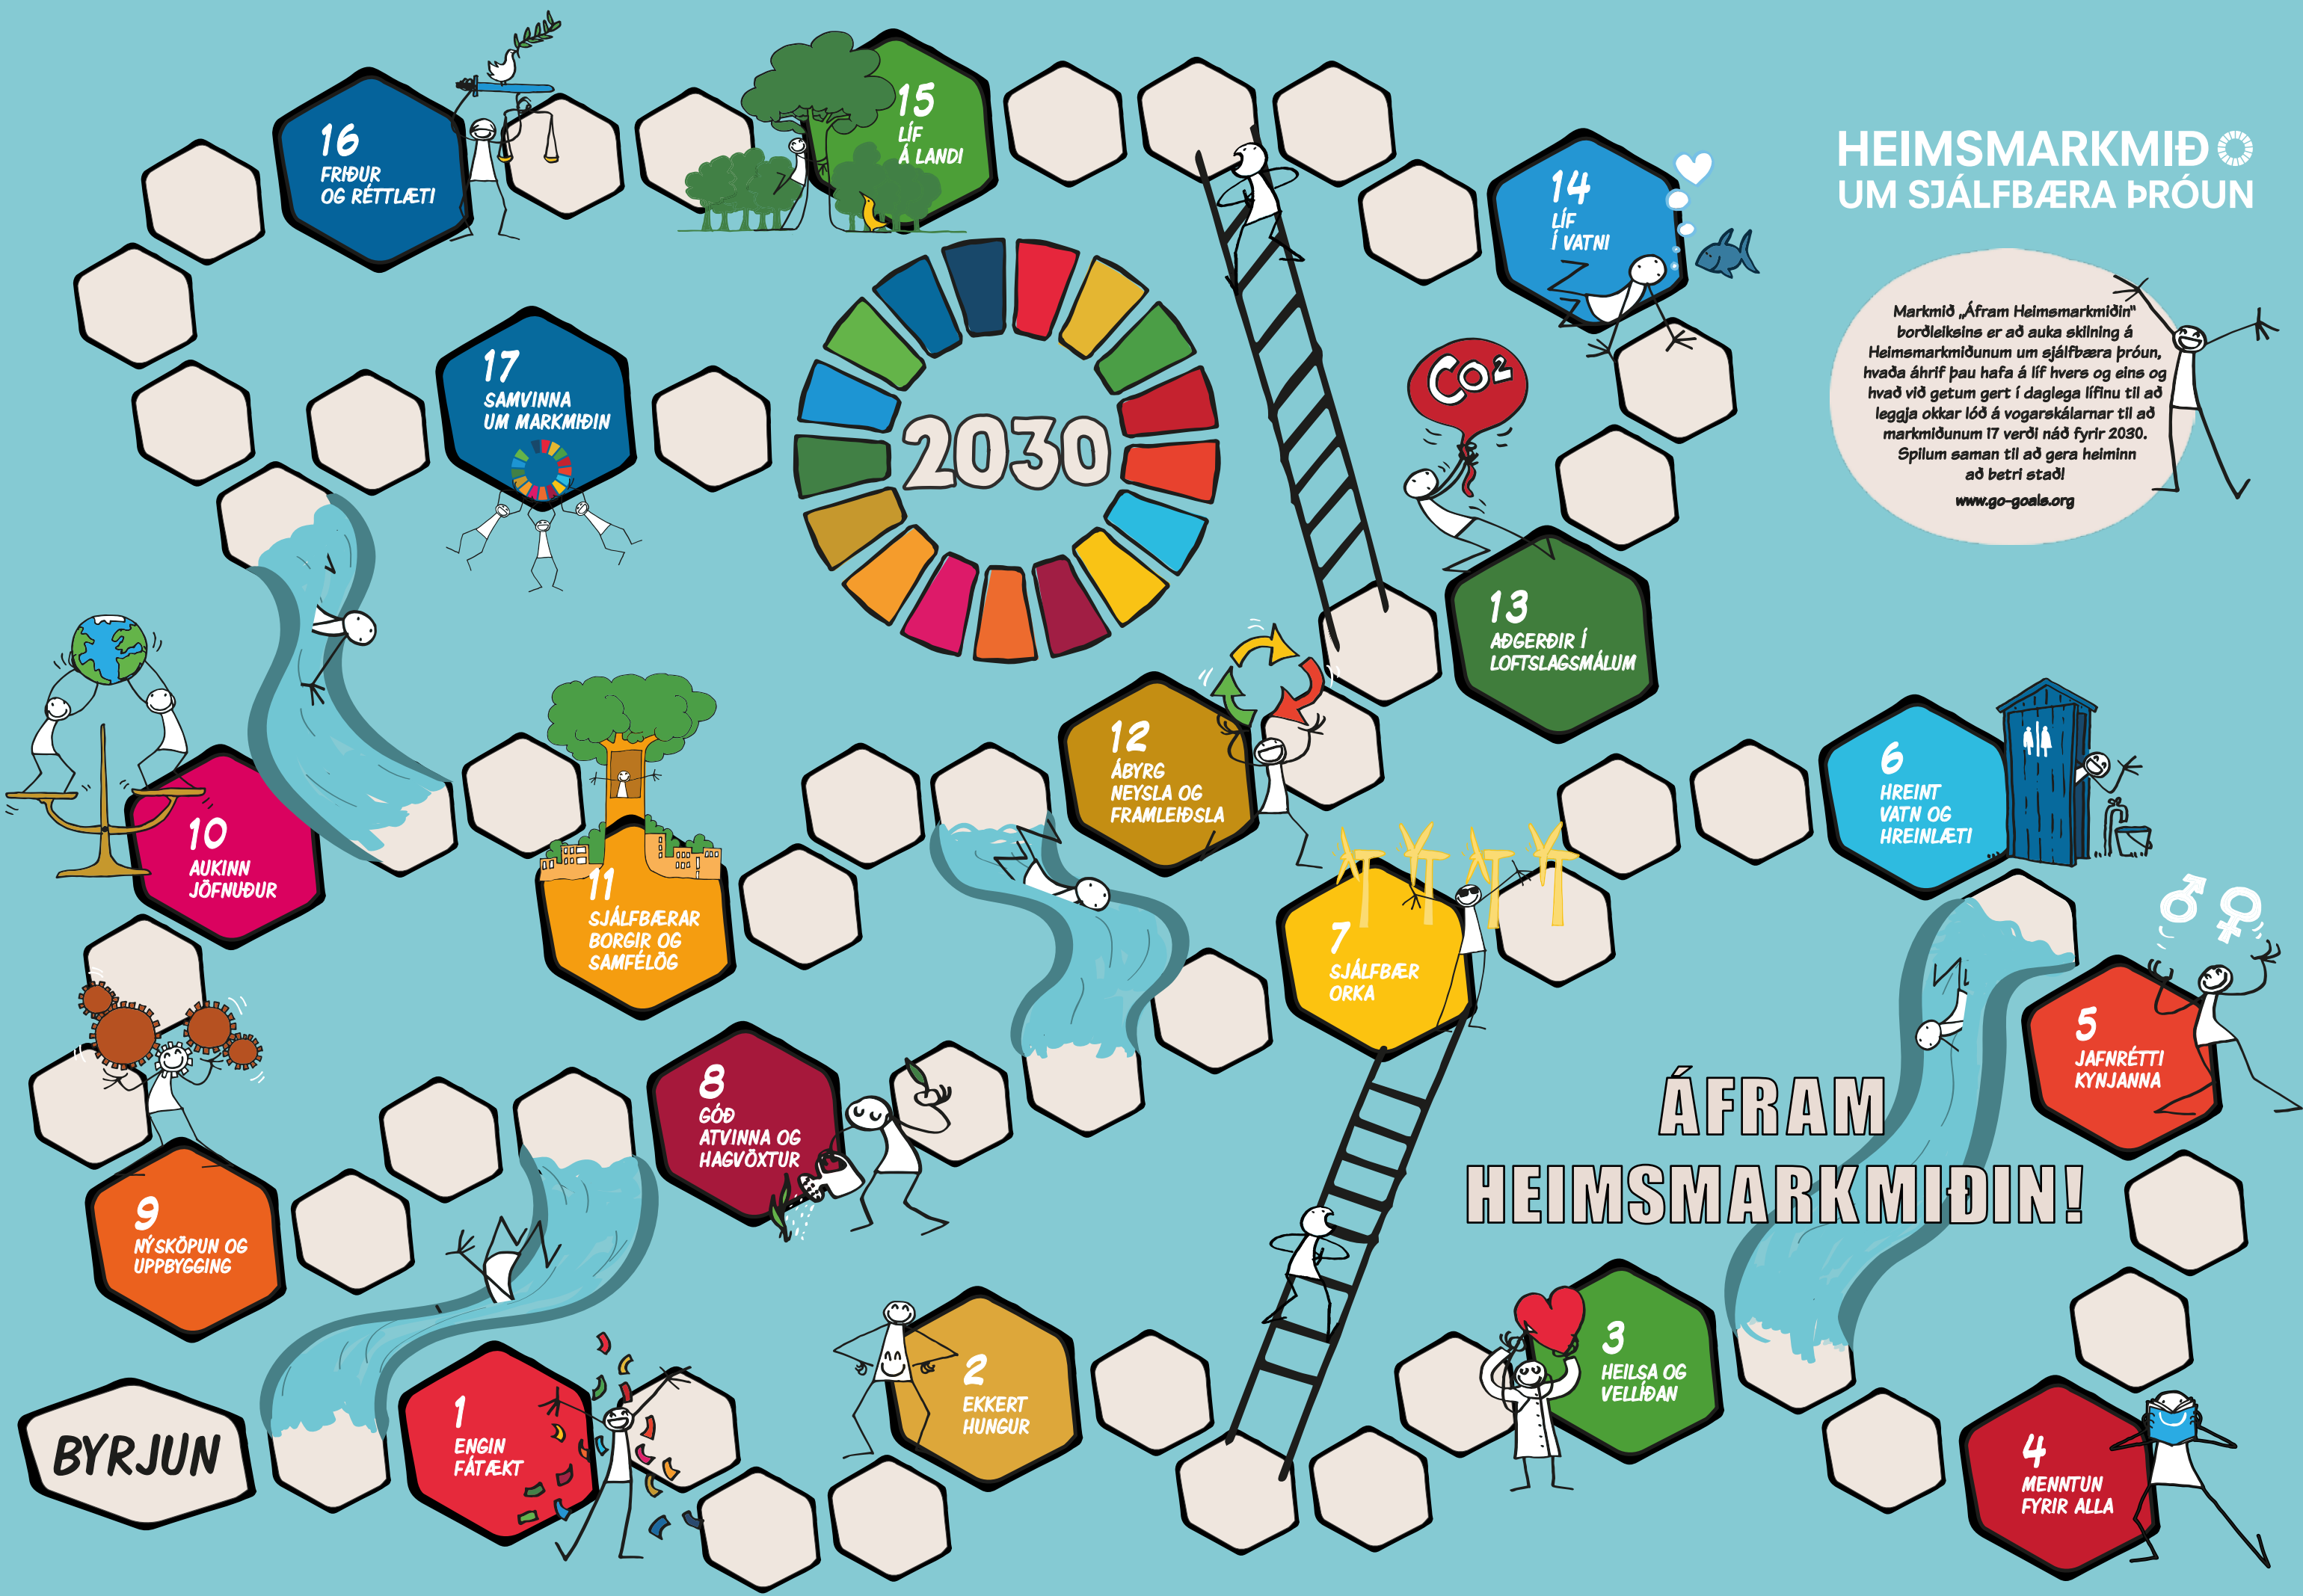 HEIMSMARKMIÐ
UM SJÁLFBÆRA ÞRÓUN
Markmið „Áfram Heimsmarkmiðin"
borðleiksins er að auka skilning á
Heimsmarkmiðunum um sjálfbæra þróun,
hvaða áhrif þau hafa á líf hvers og eins og
hvað við getum gert í daglega lífinu til að
leggja okkar lóð á vogarskálarnar til að
markmiðunum 17 verði náð fyrir 2030.
Spilum saman til að gera heiminn
að betri stað!
www.go-goals.org
16
FRIÐUR
OG RÉTTLÆTI
15
LÍF
Á LANDI
14
LÍF
Í VATNI
17
SAMVINNA
UM MARKMIÐIN
2030
CO²
13
AÐGERÐIR Í
LOFTSLAGSMÁLUM
12
ÁBYRG
NEYSLA OG
FRAMLEIÐSLA
6
HREINT
VATN OG
HREINLÆTI
10
AUKINN
JÖFNUÐUR
11
SJÁLFBÆRAR
BORGIR OG
SAMFÉLÖG
7
SJÁLFBÆR
ORKA
5
JAFNRÉTTI
KYNJANNA
8
GÓÐ
ATVINNA OG
HAGVÖXTUR
ÁFRAM
HEIMSMARKMIÐIN!
9
NÝSKÖPUN OG
UPPBYGGING
3
HEILSA OG
VELLÍÐAN
2
EKKERT
HUNGUR
1
ENGIN
FÁTÆKT
BYRJUN
4
MENNTUN
FYRIR ALLA